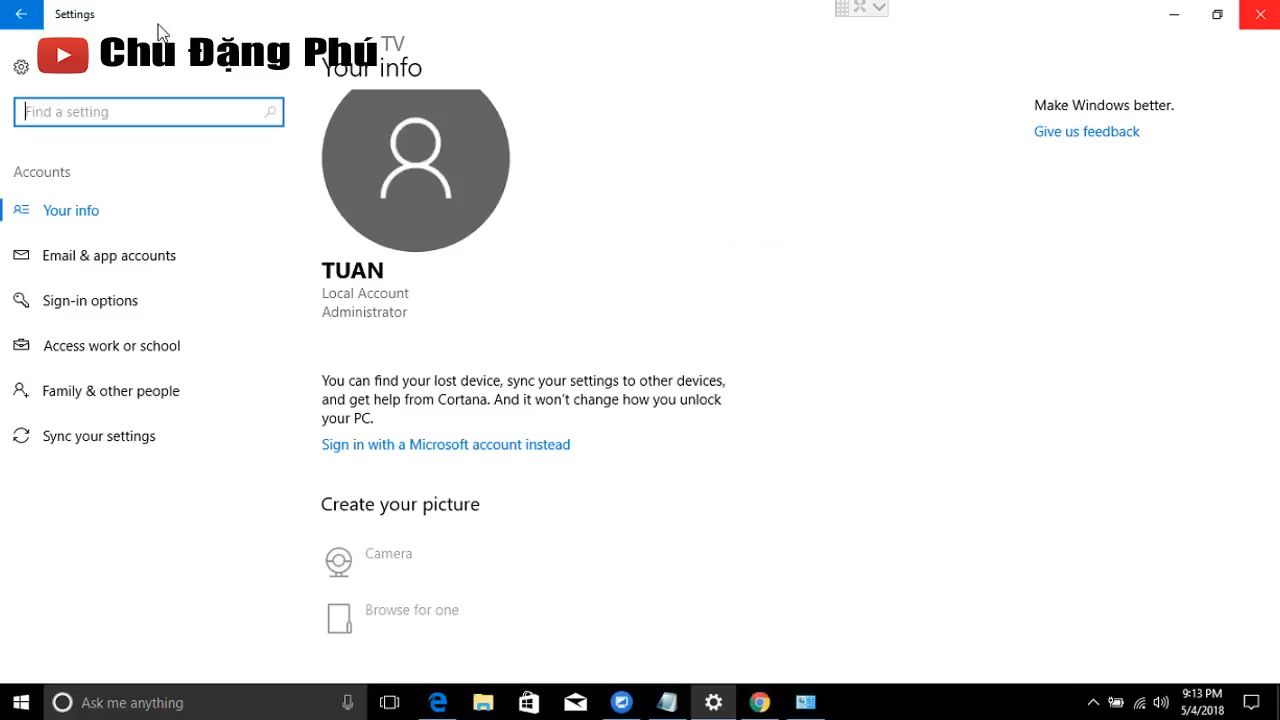 Settings
Chu Đặng Phú TV
Your info
Find a setting
Accounts
Your info
Email & app accounts
Sign-in options
Access work or school
Family & other people
Sync your settings
TUAN
Local Account
Administrator
You can find your lost device, sync your settings to other devices,
and get help from Cortana. And it won't change how you unlock
your PC.
Sign in with a Microsoft account instead
Create your picture
Camera
Browse for one
Make Windows better.
Give us feedback
Ask me anything
9:13 PM
5/4/2018